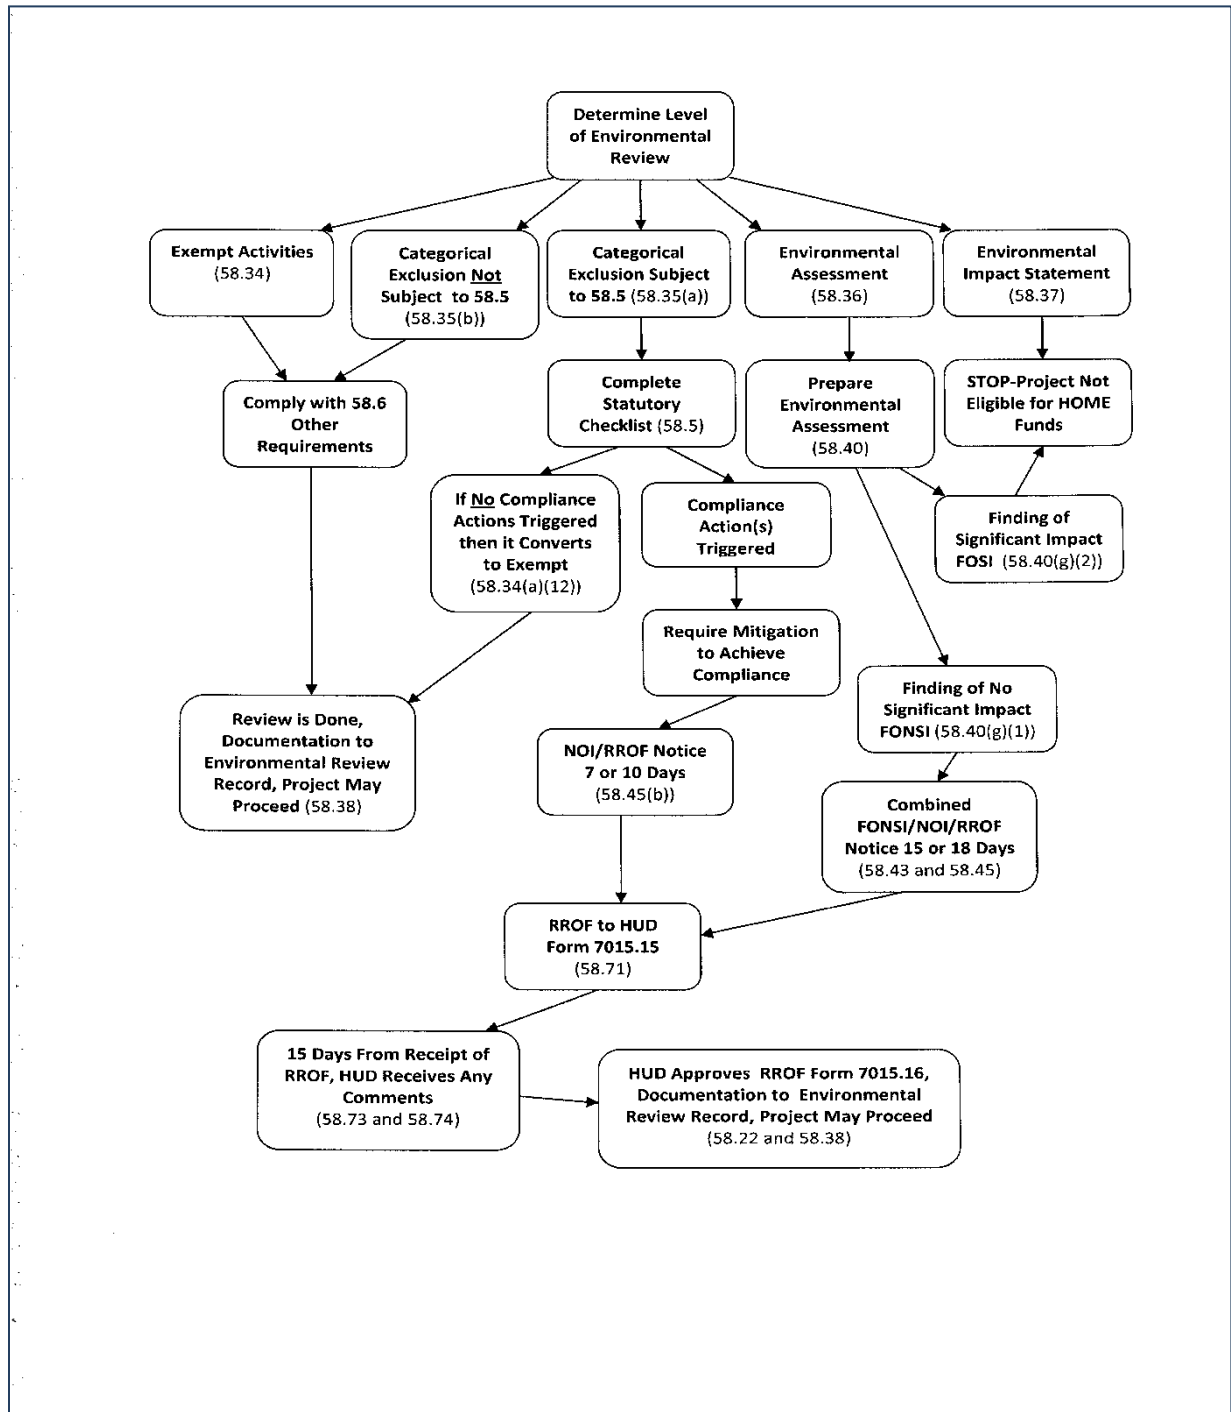 Determine Level
of Environmental
Review
Exempt Activities
(58.34)
Categorical
Exclusion Not
Subject to 58.5
(58.35(b))
Categorical
Exclusion Subject
to 58.5 (58.35(a))
Environmental
Assessment
(58.36)
Environmental
Impact Statement
(58.37)
Comply with 58.6
Other
Requirements
Complete
Statutory
Checklist (58.5)
Prepare
Environmental
Assessment
(58.40)
STOP-Project Not
Eligible for HOME
Funds
If No Compliance
Actions Triggered
then it Converts
to Exempt
(58.34(a)(12))
Compliance
Action(s)
Triggered
Finding of
Significant Impact
FOSI (58.40(g)(2))
Require Mitigation
to Achieve
Compliance
Finding of No
Significant Impact
FONSI (58.40(g)(1))
Review is Done,
Documentation to
Environmental Review
Record, Project May
Proceed (58.38)
NOI/RROF Notice
7 or 10 Days
(58.45(b))
Combined
FONSI/NOI/RROF
Notice 15 or 18 Days
(58.43 and 58.45)
RROF to HUD
Form 7015.15
(58.71)
15 Days From Receipt of
RROF, HUD Receives Any
Comments
(58.73 and 58.74)
HUD Approves RROF Form 7015.16,
Documentation to Environmental
Review Record, Project May Proceed
(58.22 and 58.38)